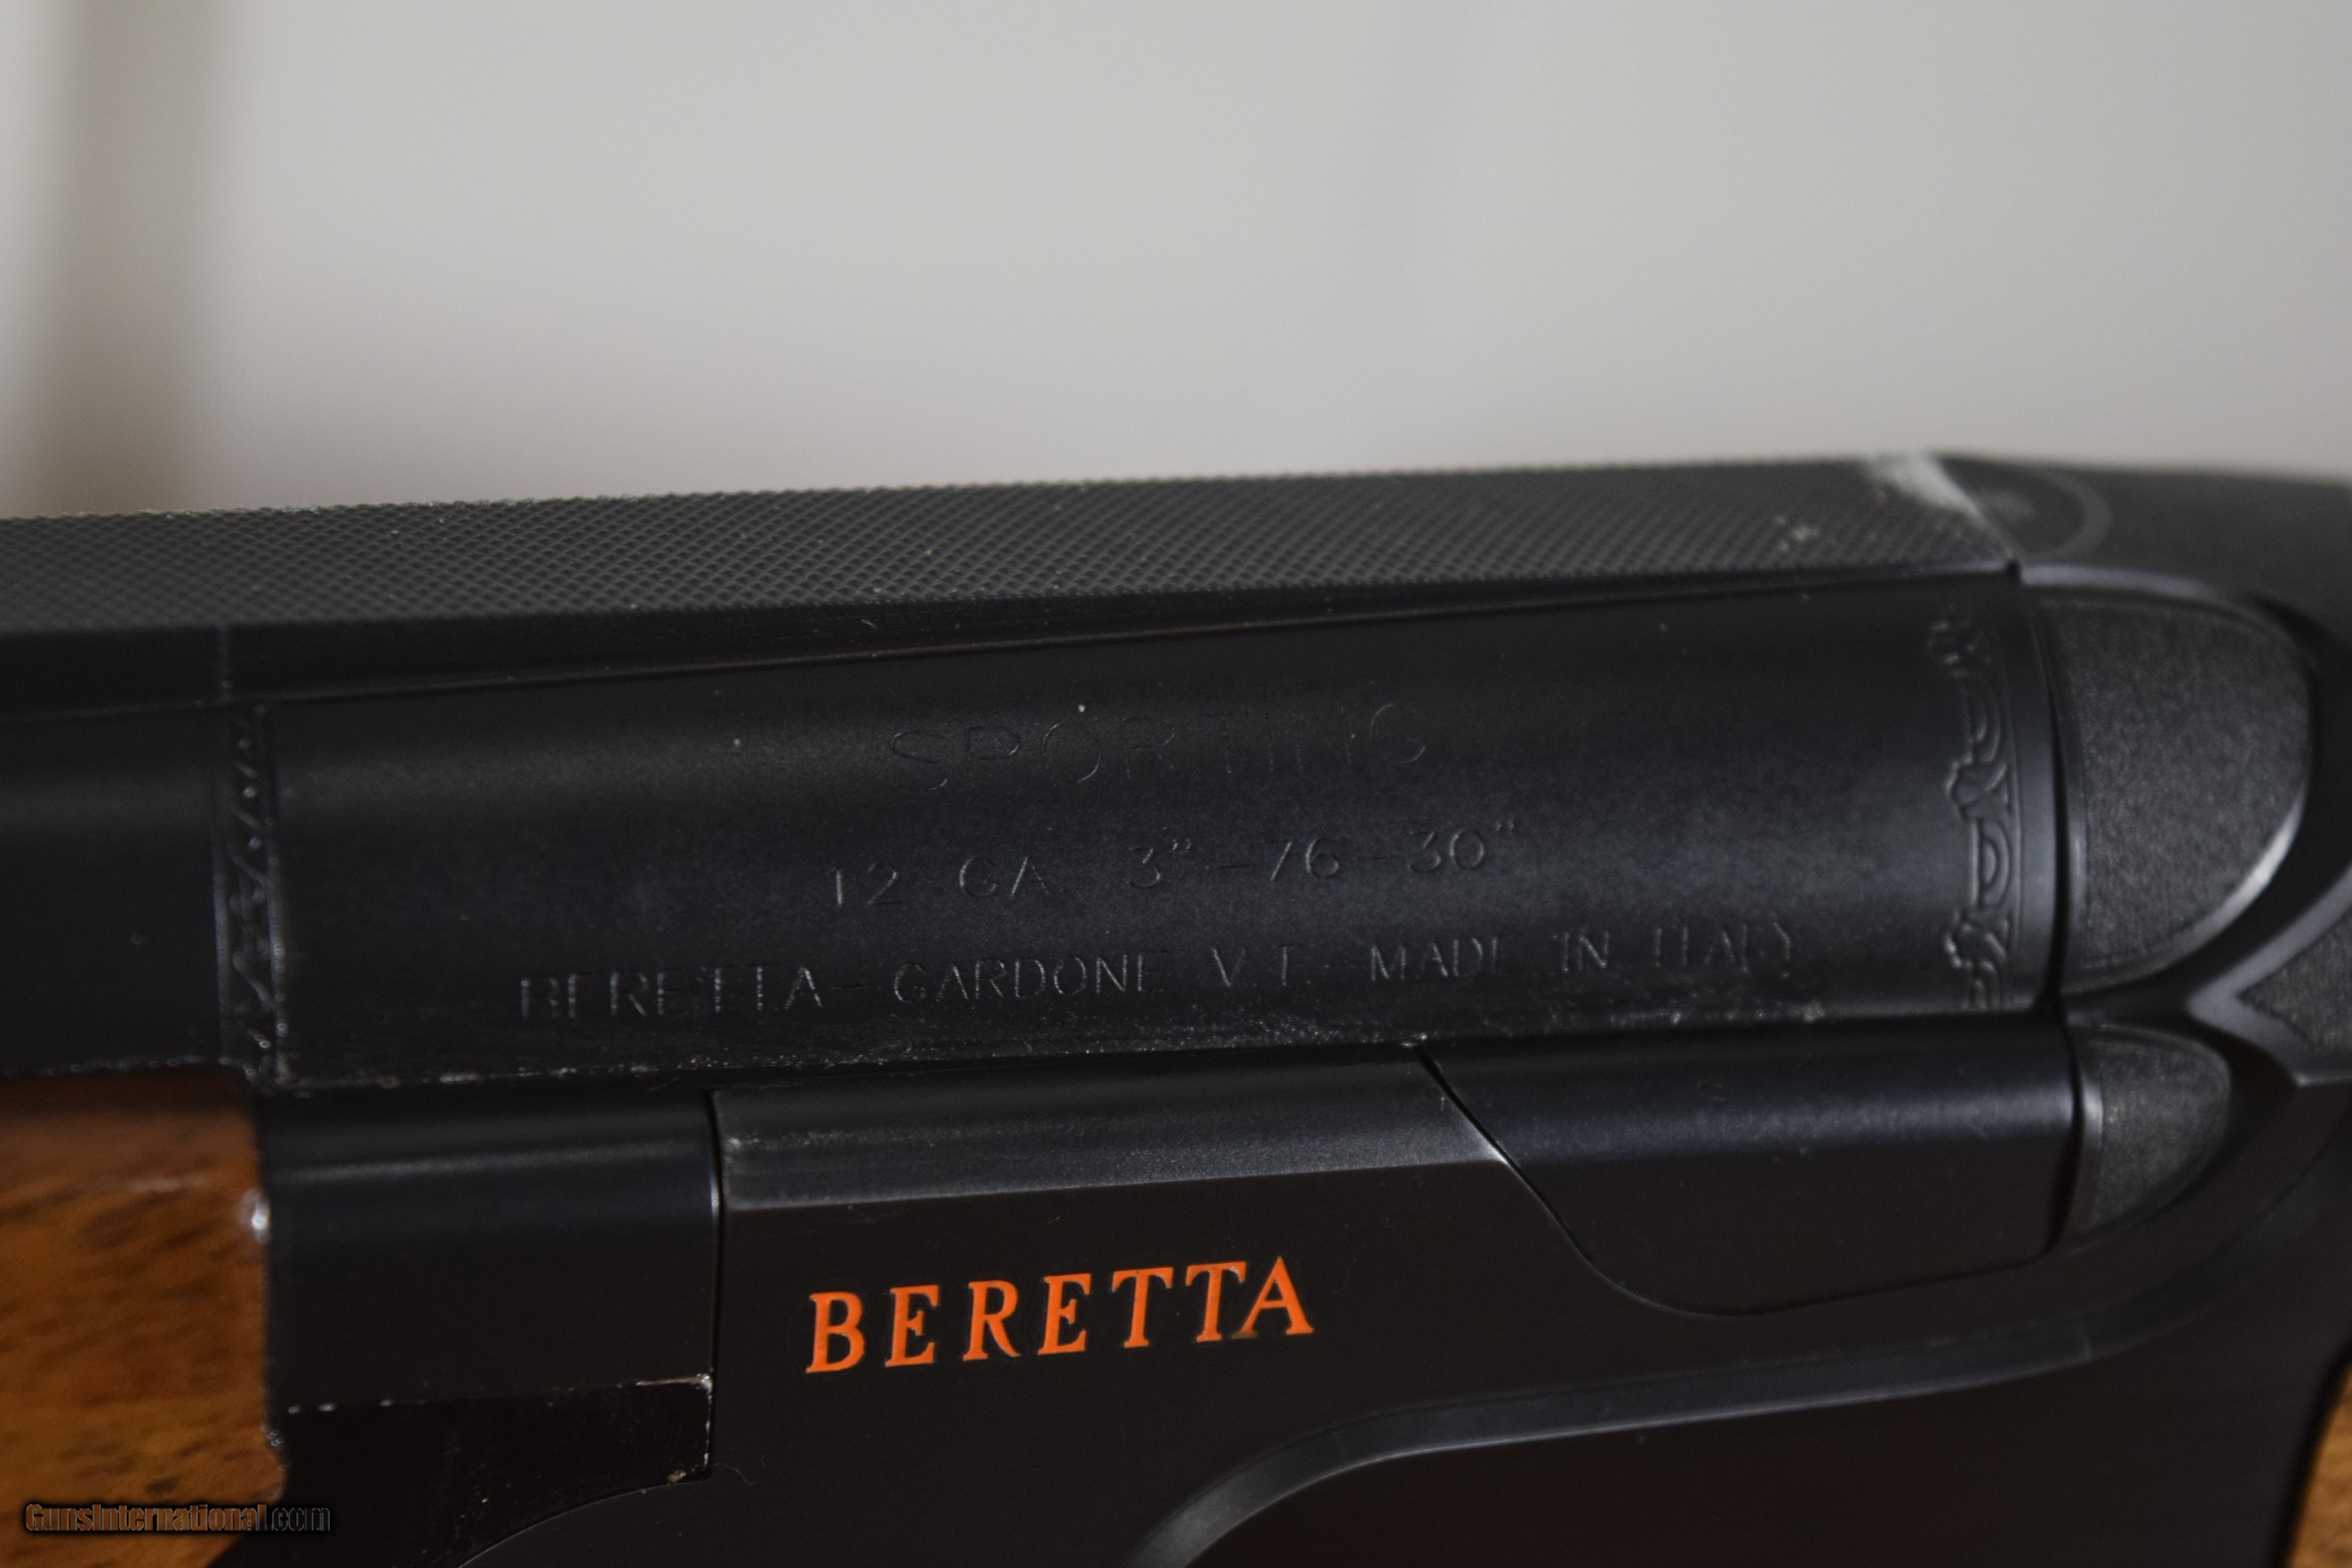 SPORTING
12 GA. 3"-76-30"
BERETTA-GARDONE V.T.-MADE IN ITALY
BERETTA
GunsInternational.com